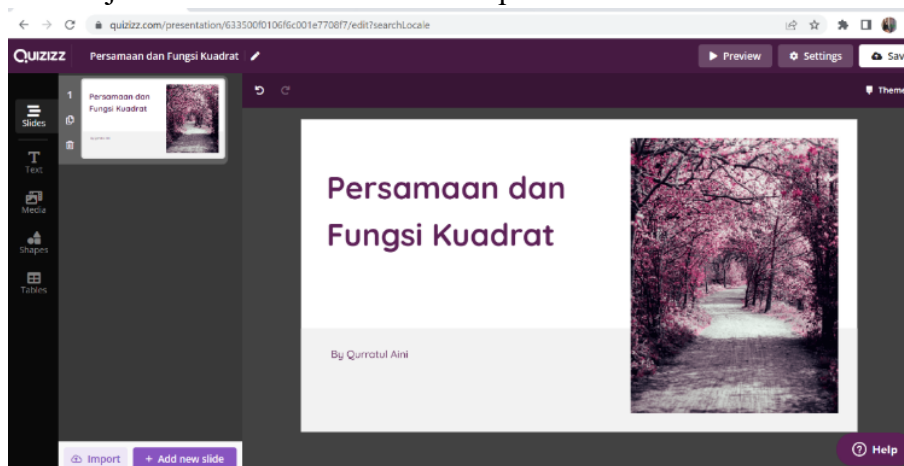 quizizz.com/presentation/633500f0106f6c001e7708f7/edit?searchLocale
QUIZIZZ
Persamaan dan Fungsi Kuadrat
Preview
Settings
Sav
Theme
Slides
Text
Media
Shapes
Tables
1
Persamaan dan
Fungsi Kuadrat
Persamaan dan
Fungsi Kuadrat
By Qurratul Aini
Import
+ Add new slide
Help